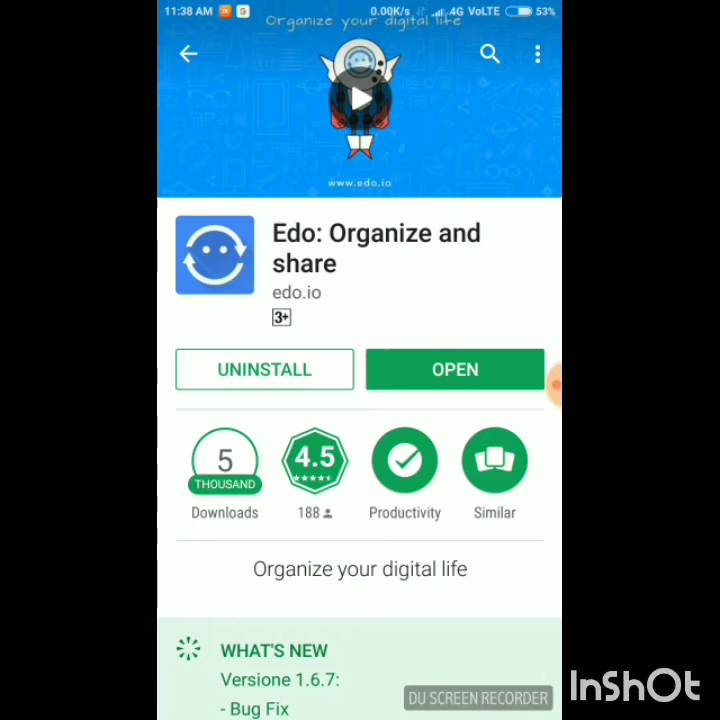 11:38 AM 0.00K/s 4G VoLTE 53%
Organize your digital life
www.edo.io
Edo: Organize and
share
edo.io
3+
UNINSTALL OPEN
5
THOUSAND
4.5
Downloads 188 Productivity Similar
Organize your digital life
WHAT'S NEW
Versione 1.6.7:
- Bug Fix
DU SCREEN RECORDER
InShOt